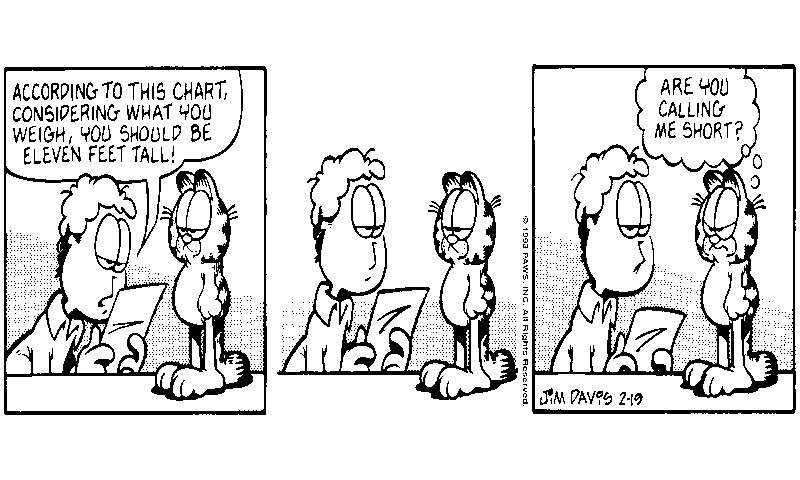 ACCORDING TO THIS CHART,
CONSIDERING WHAT YOU
WEIGH, YOU SHOULD BE
ELEVEN FEET TALL!
© 1993 PAWS, INC. All Rights Reserved.
ARE YOU
CALLING
ME SHORT?
JIM DAVIS 2-19